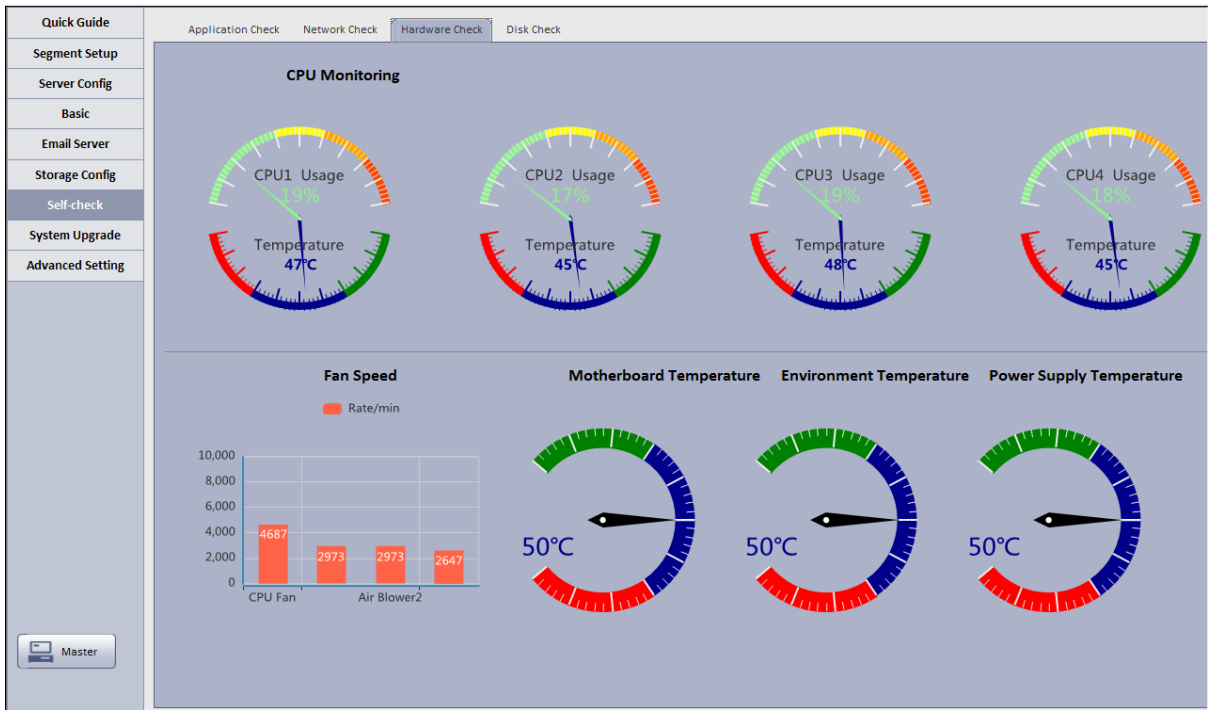 Quick Guide
Segment Setup
Server Config
Basic
Email Server
Storage Config
Self-check
System Upgrade
Advanced Setting
Master
Application Check Network Check Hardware Check Disk Check
CPU Monitoring
CPU1 Usage
19%
Temperature
47°C
CPU2 Usage
17%
Temperature
45°C
CPU3 Usage
19%
Temperature
48°C
CPU4 Usage
18%
Temperature
45°C
Fan Speed
Rate/min
10,000
8,000
6,000
4,000
2,000
0
4687
2973
2973
2647
CPU Fan
Air Blower2
Motherboard Temperature
50°C
Environment Temperature
50°C
Power Supply Temperature
50°C